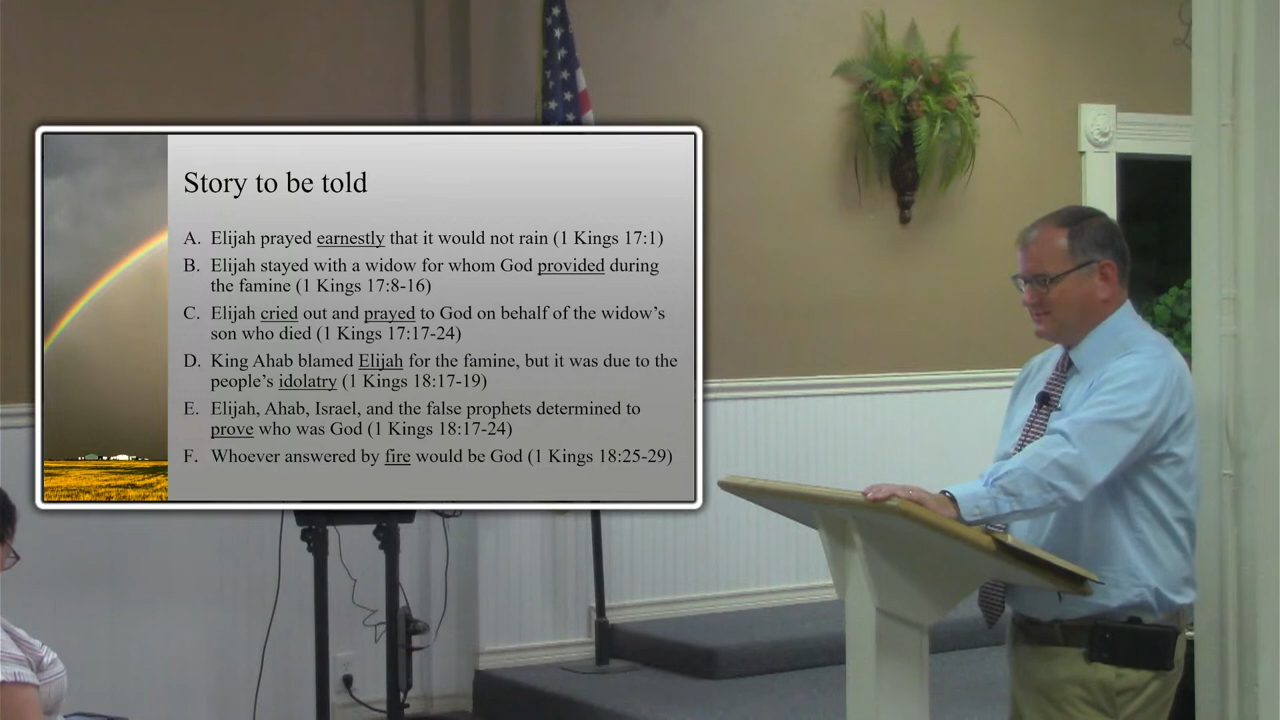 Story to be told
A. Elijah prayed earnestly that it would not rain (1 Kings 17:1)
B. Elijah stayed with a widow for whom God provided during
the famine (1 Kings 17:8-16)
C. Elijah cried out and prayed to God on behalf of the widow's
son who died (1 Kings 17:17-24)
D. King Ahab blamed Elijah for the famine, but it was due to the
people's idolatry (1 Kings 18:17-19)
E. Elijah, Ahab, Israel, and the false prophets determined to
prove who was God (1 Kings 18:17-24)
F. Whoever answered by fire would be God (1 Kings 18:25-29)